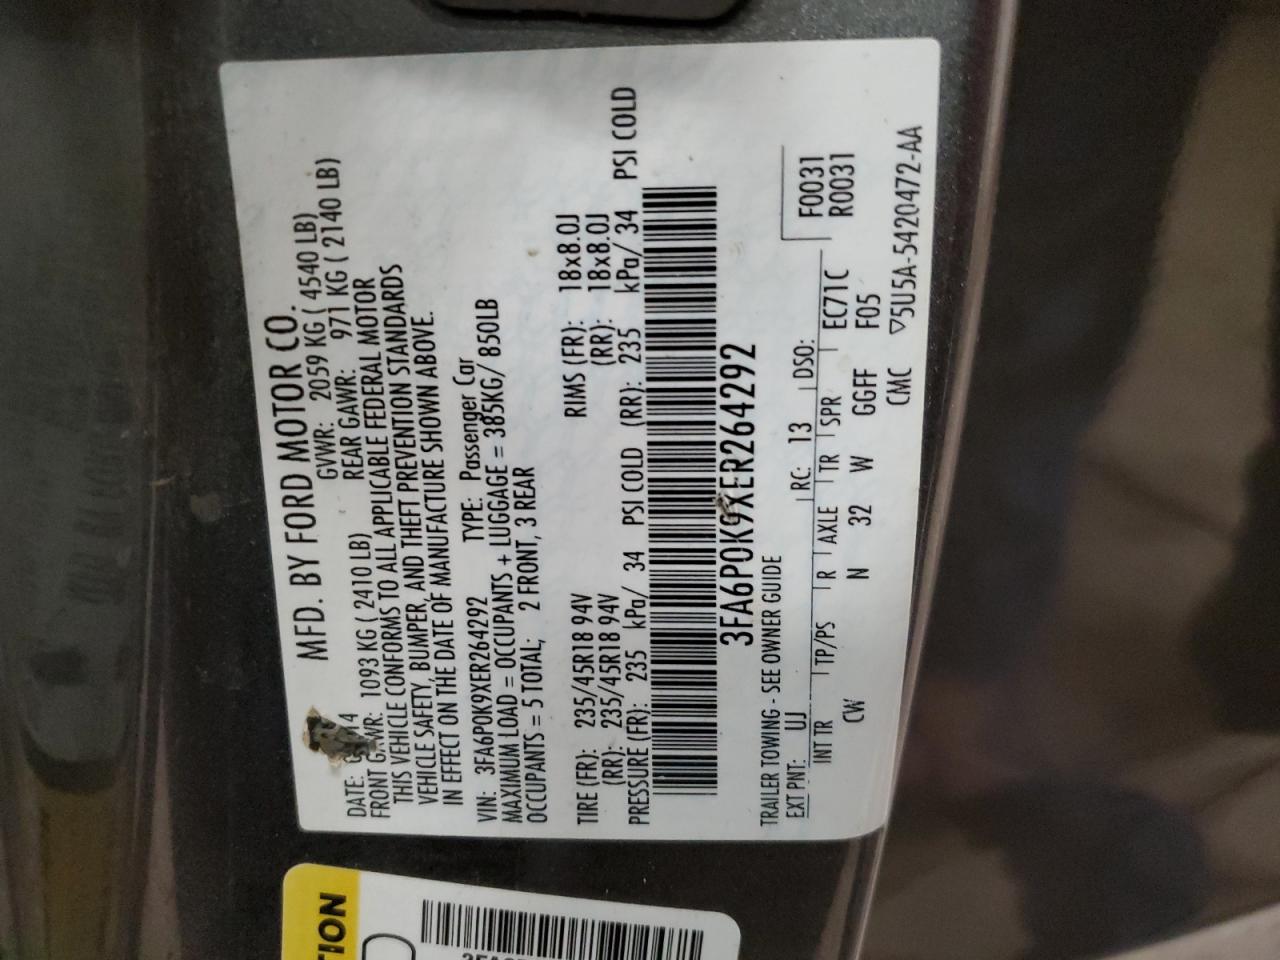 MFD. BY FORD MOTOR CO.
DATE: 14 GVWR: 2059 KG ( 4540 LB)
FRONT GAWR: 1093 KG ( 2410 LB) REAR GAWR: 971 KG ( 2140 LB)
THIS VEHICLE CONFORMS TO ALL APPLICABLE FEDERAL MOTOR
VEHICLE SAFETY, BUMPER, AND THEFT PREVENTION STANDARDS
IN EFFECT ON THE DATE OF MANUFACTURE SHOWN ABOVE.
VIN: 3FA6P0K9XER264292 TYPE: Passenger Car
MAXIMUM LOAD = OCCUPANTS + LUGGAGE = 385KG/ 850LB
OCCUPANTS = 5 TOTAL; 2 FRONT, 3 REAR
TIRE (FR): 235/45R18 94V RIMS (FR): 18x8.0J
(RR): 235/45R18 94V (RR): 18x8.0J
PRESSURE (FR): 235 kPa/ 34 PSI COLD (RR): 235 kPa/ 34 PSI COLD
3FA6P0K9XER264292
TRAILER TOWING - SEE OWNER GUIDE
F0031
R0031
EXT PNT: UJ RC: 13 DSO:
INT TR TP/PS R AXLE TR SPR EC71C
CW N 32 W GGFF F05
CMC ▽5U5A-5420472-AA
TION